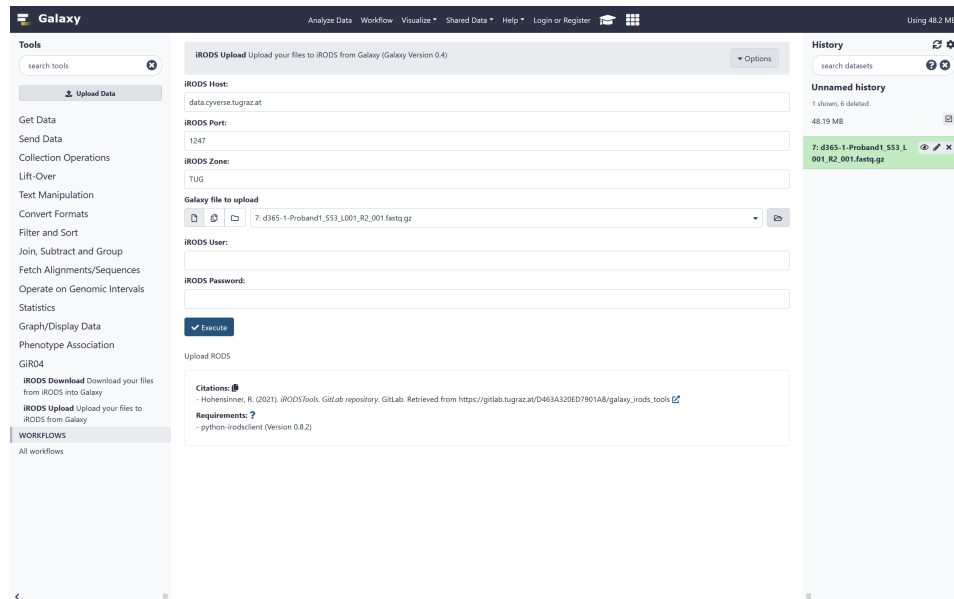 Galaxy
Analyze Data Workflow Visualize Shared Data Help Login or Register
Using 48.2 MB
Tools
search tools
Upload Data
Get Data
Send Data
Collection Operations
Lift-Over
Text Manipulation
Convert Formats
Filter and Sort
Join, Subtract and Group
Fetch Alignments/Sequences
Operate on Genomic Intervals
Statistics
Graph/Display Data
Phenotype Association
GiR04
iRODS Download Download your files
from iRODS into Galaxy
iRODS Upload Upload your files to
iRODS from Galaxy
WORKFLOWS
All workflows
iRODS Upload Upload your files to iRODS from Galaxy (Galaxy Version 0.4)
Options
iRODS Host:
data.cyverse.tugraz.at
iRODS Port:
1247
iRODS Zone:
TUG
Galaxy file to upload
7: d365-1-Proband1_S53_L001_R2_001.fastq.gz
iRODS User:
iRODS Password:
Execute
Upload RODS
Citations:
- Hohensinner, R. (2021). iRODSTools. GitLab repository. GitLab. Retrieved from https://gitlab.tugraz.at/D463A320ED7901AB/galaxy_irods_tools
Requirements: ?
- python-irodsclient (Version 0.8.2)
History
search datasets
Unnamed history
1 shown, 6 deleted
48.19 MB
7: d365-1-Proband1_S53_L
001_R2_001.fastq.gz